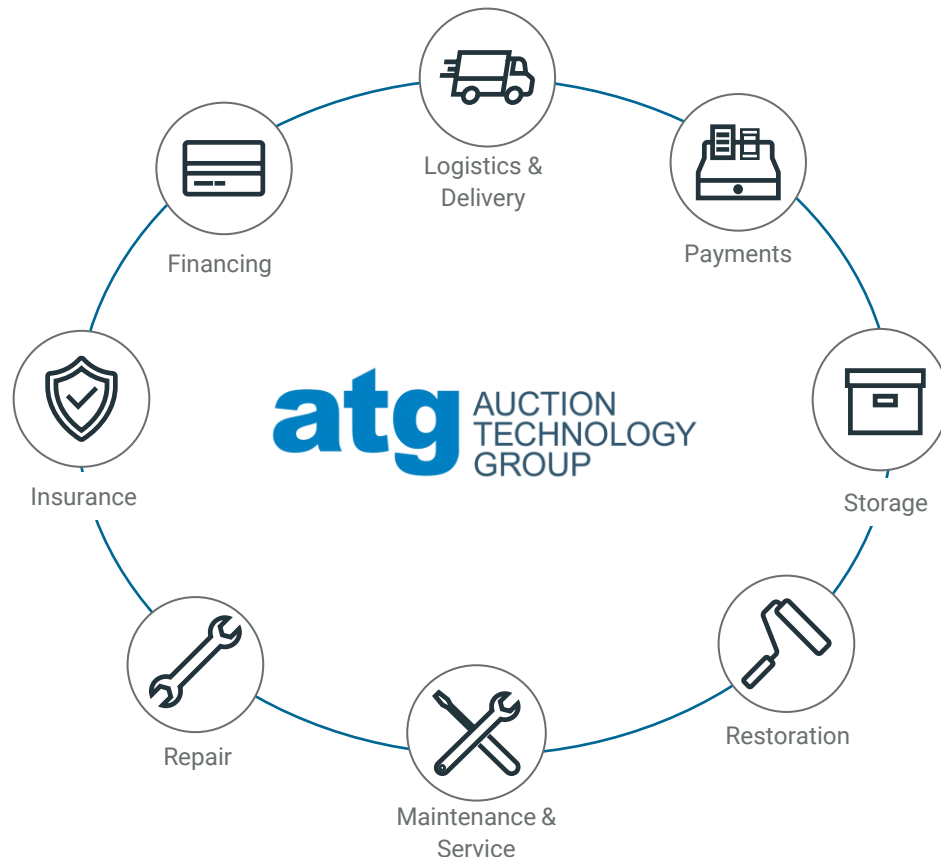 Logistics &
Delivery
Payments
Financing
atg AUCTION
TECHNOLOGY
GROUP
Insurance
Storage
Restoration
Repair
Maintenance &
Service